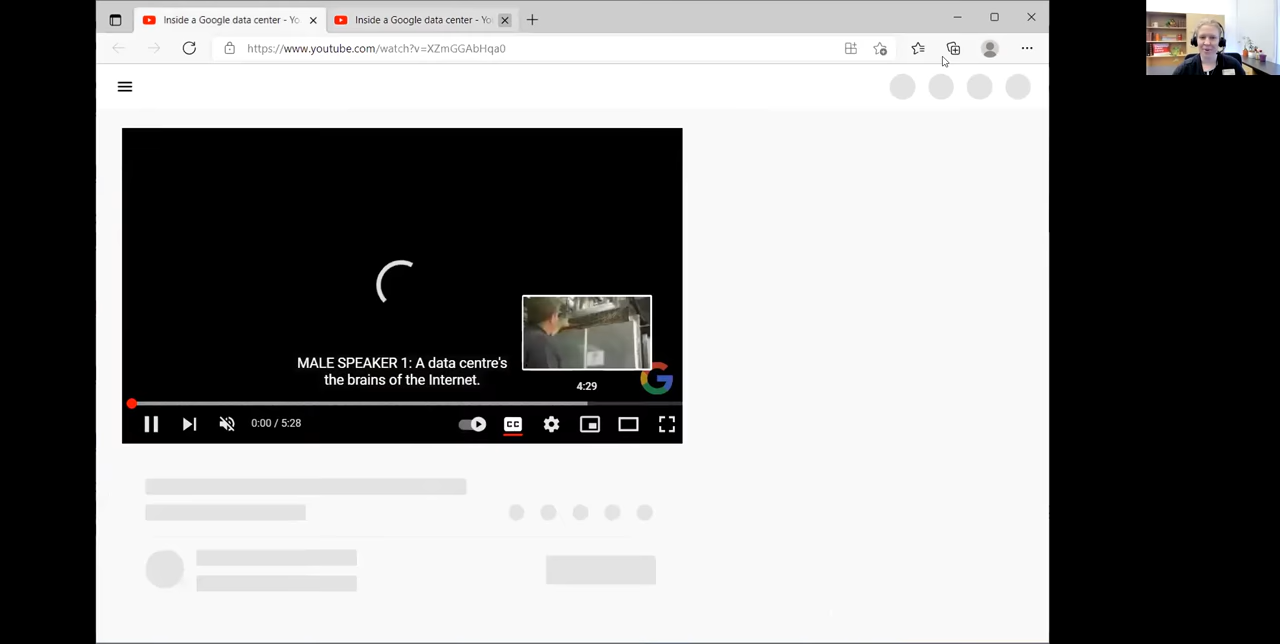 Inside a Google data center - Yo
Inside a Google data center - Yo
https://www.youtube.com/watch?v=XZmGGAbHqa0
MALE SPEAKER 1: A data centre's
the brains of the Internet.
4:29
0:00 / 5:28
CC